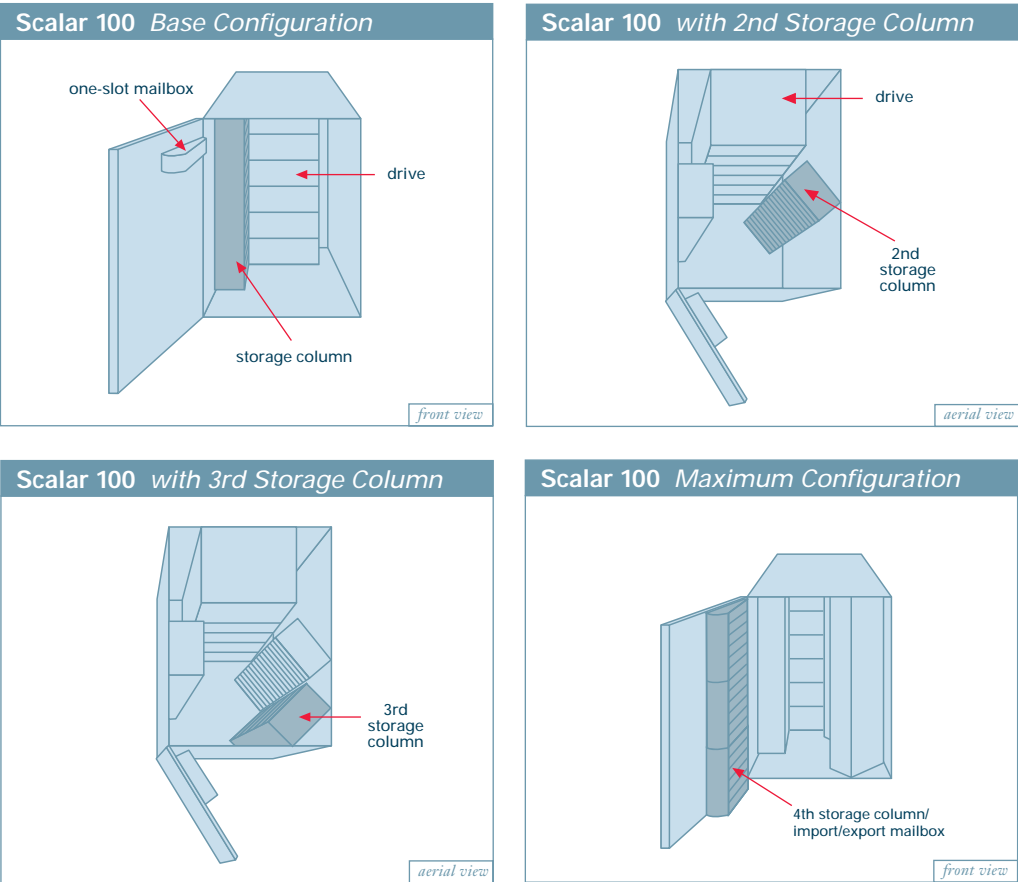 Scalar 100 Base Configuration
one-slot mailbox
drive
storage column
front view
Scalar 100 with 2nd Storage Column
drive
2nd
storage
column
aerial view
Scalar 100 with 3rd Storage Column
3rd
storage
column
aerial view
Scalar 100 Maximum Configuration
4th storage column/
import/export mailbox
front view